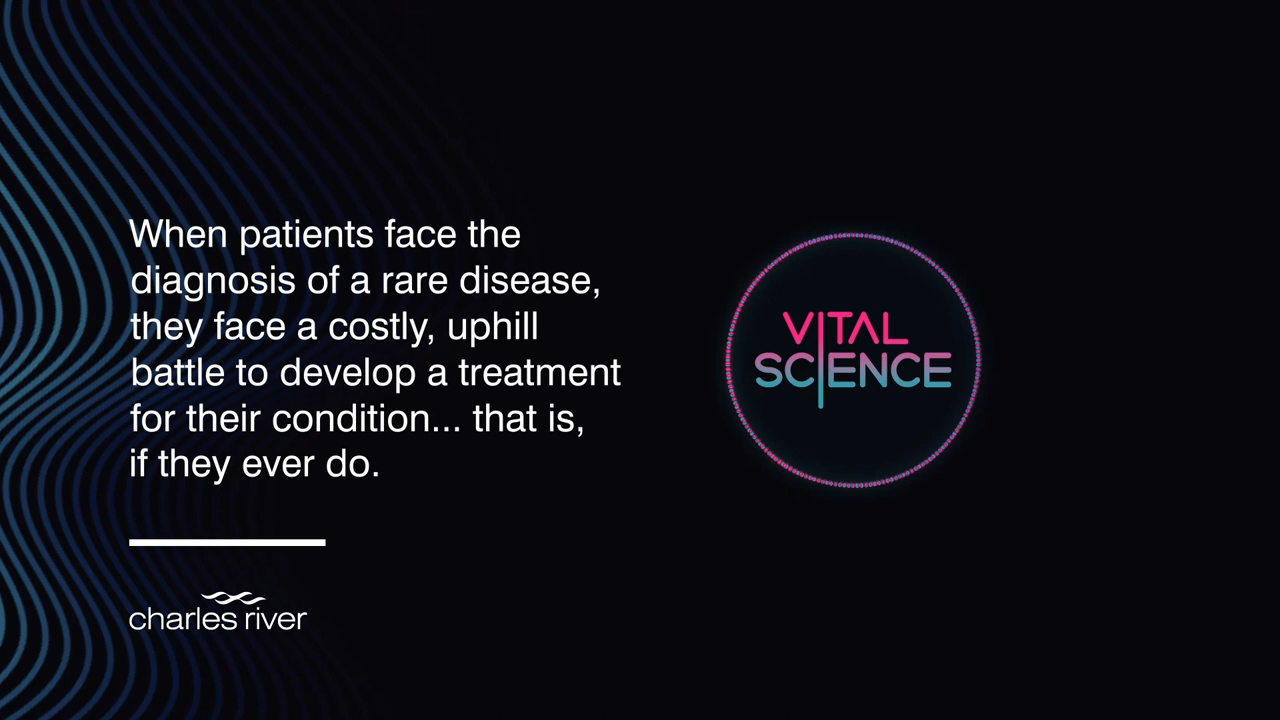 When patients face the
diagnosis of a rare disease,
they face a costly, uphill
battle to develop a treatment
for their condition... that is,
if they ever do.
charles river
VITAL
SCIENCE